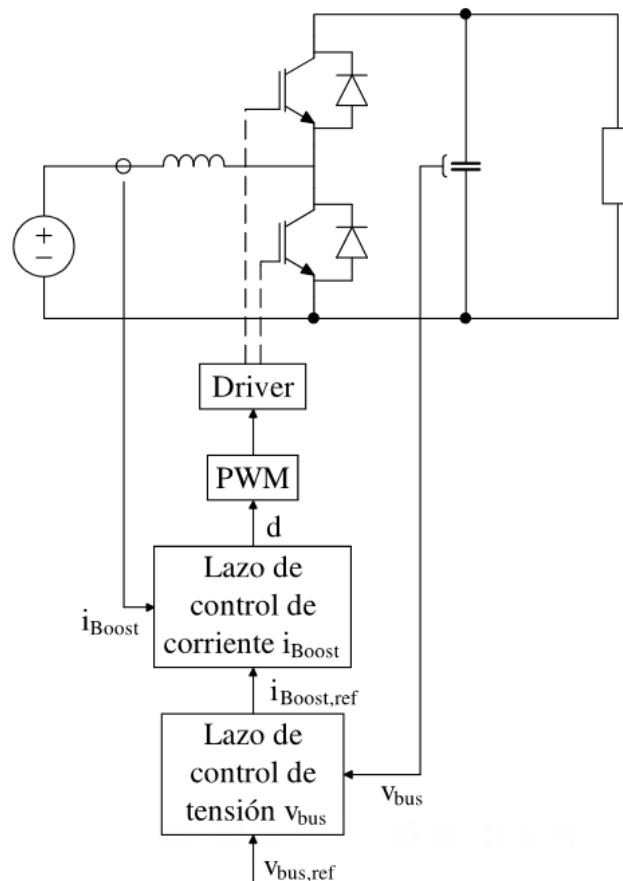 +
−
Driver
PWM
d
Lazo de
control de
corriente iBoost
iBoost
iBoost,ref
Lazo de
control de
tensión vbus
vbus
vbus,ref